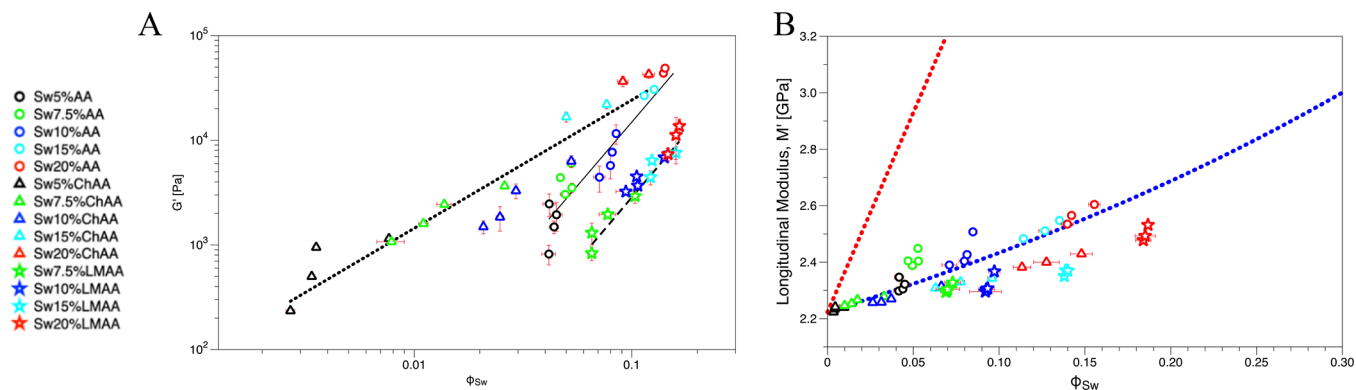 A
B
Sw5%AA
Sw7.5%AA
Sw10%AA
Sw15%AA
Sw20%AA
Sw5%ChAA
Sw7.5%ChAA
Sw10%ChAA
Sw15%ChAA
Sw20%ChAA
Sw7.5%LMAA
Sw10%LMAA
Sw15%LMAA
Sw20%LMAA
G' [Pa]
10⁵
10⁴
10³
10²
0.01
0.1
ϕSw
Longitudinal Modulus, M' [GPa]
3.2
3.0
2.8
2.6
2.4
2.2
0
0.05
0.10
0.15
0.20
0.25
0.30
ϕSw